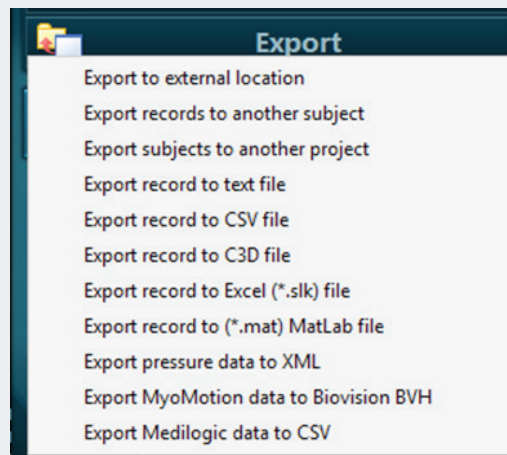 Export
Export to external location
Export records to another subject
Export subjects to another project
Export record to text file
Export record to CSV file
Export record to C3D file
Export record to Excel (*.slk) file
Export record to (*.mat) MatLab file
Export pressure data to XML
Export MyoMotion data to Biovision BVH
Export Medilogic data to CSV